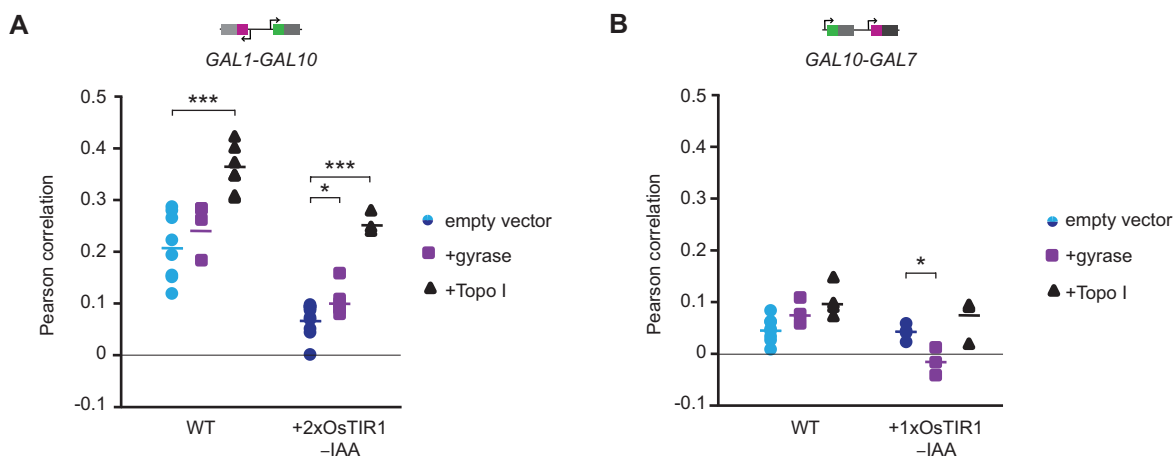 A
GAL1-GAL10
Pearson correlation
0.5
0.4
0.3
0.2
0.1
0
-0.1
***
***
*
WT
+2xOsTIR1
–IAA
empty vector
+gyrase
+Topo I
B
GAL10-GAL7
Pearson correlation
0.5
0.4
0.3
0.2
0.1
0
-0.1
*
WT
+1xOsTIR1
–IAA
empty vector
+gyrase
+Topo I